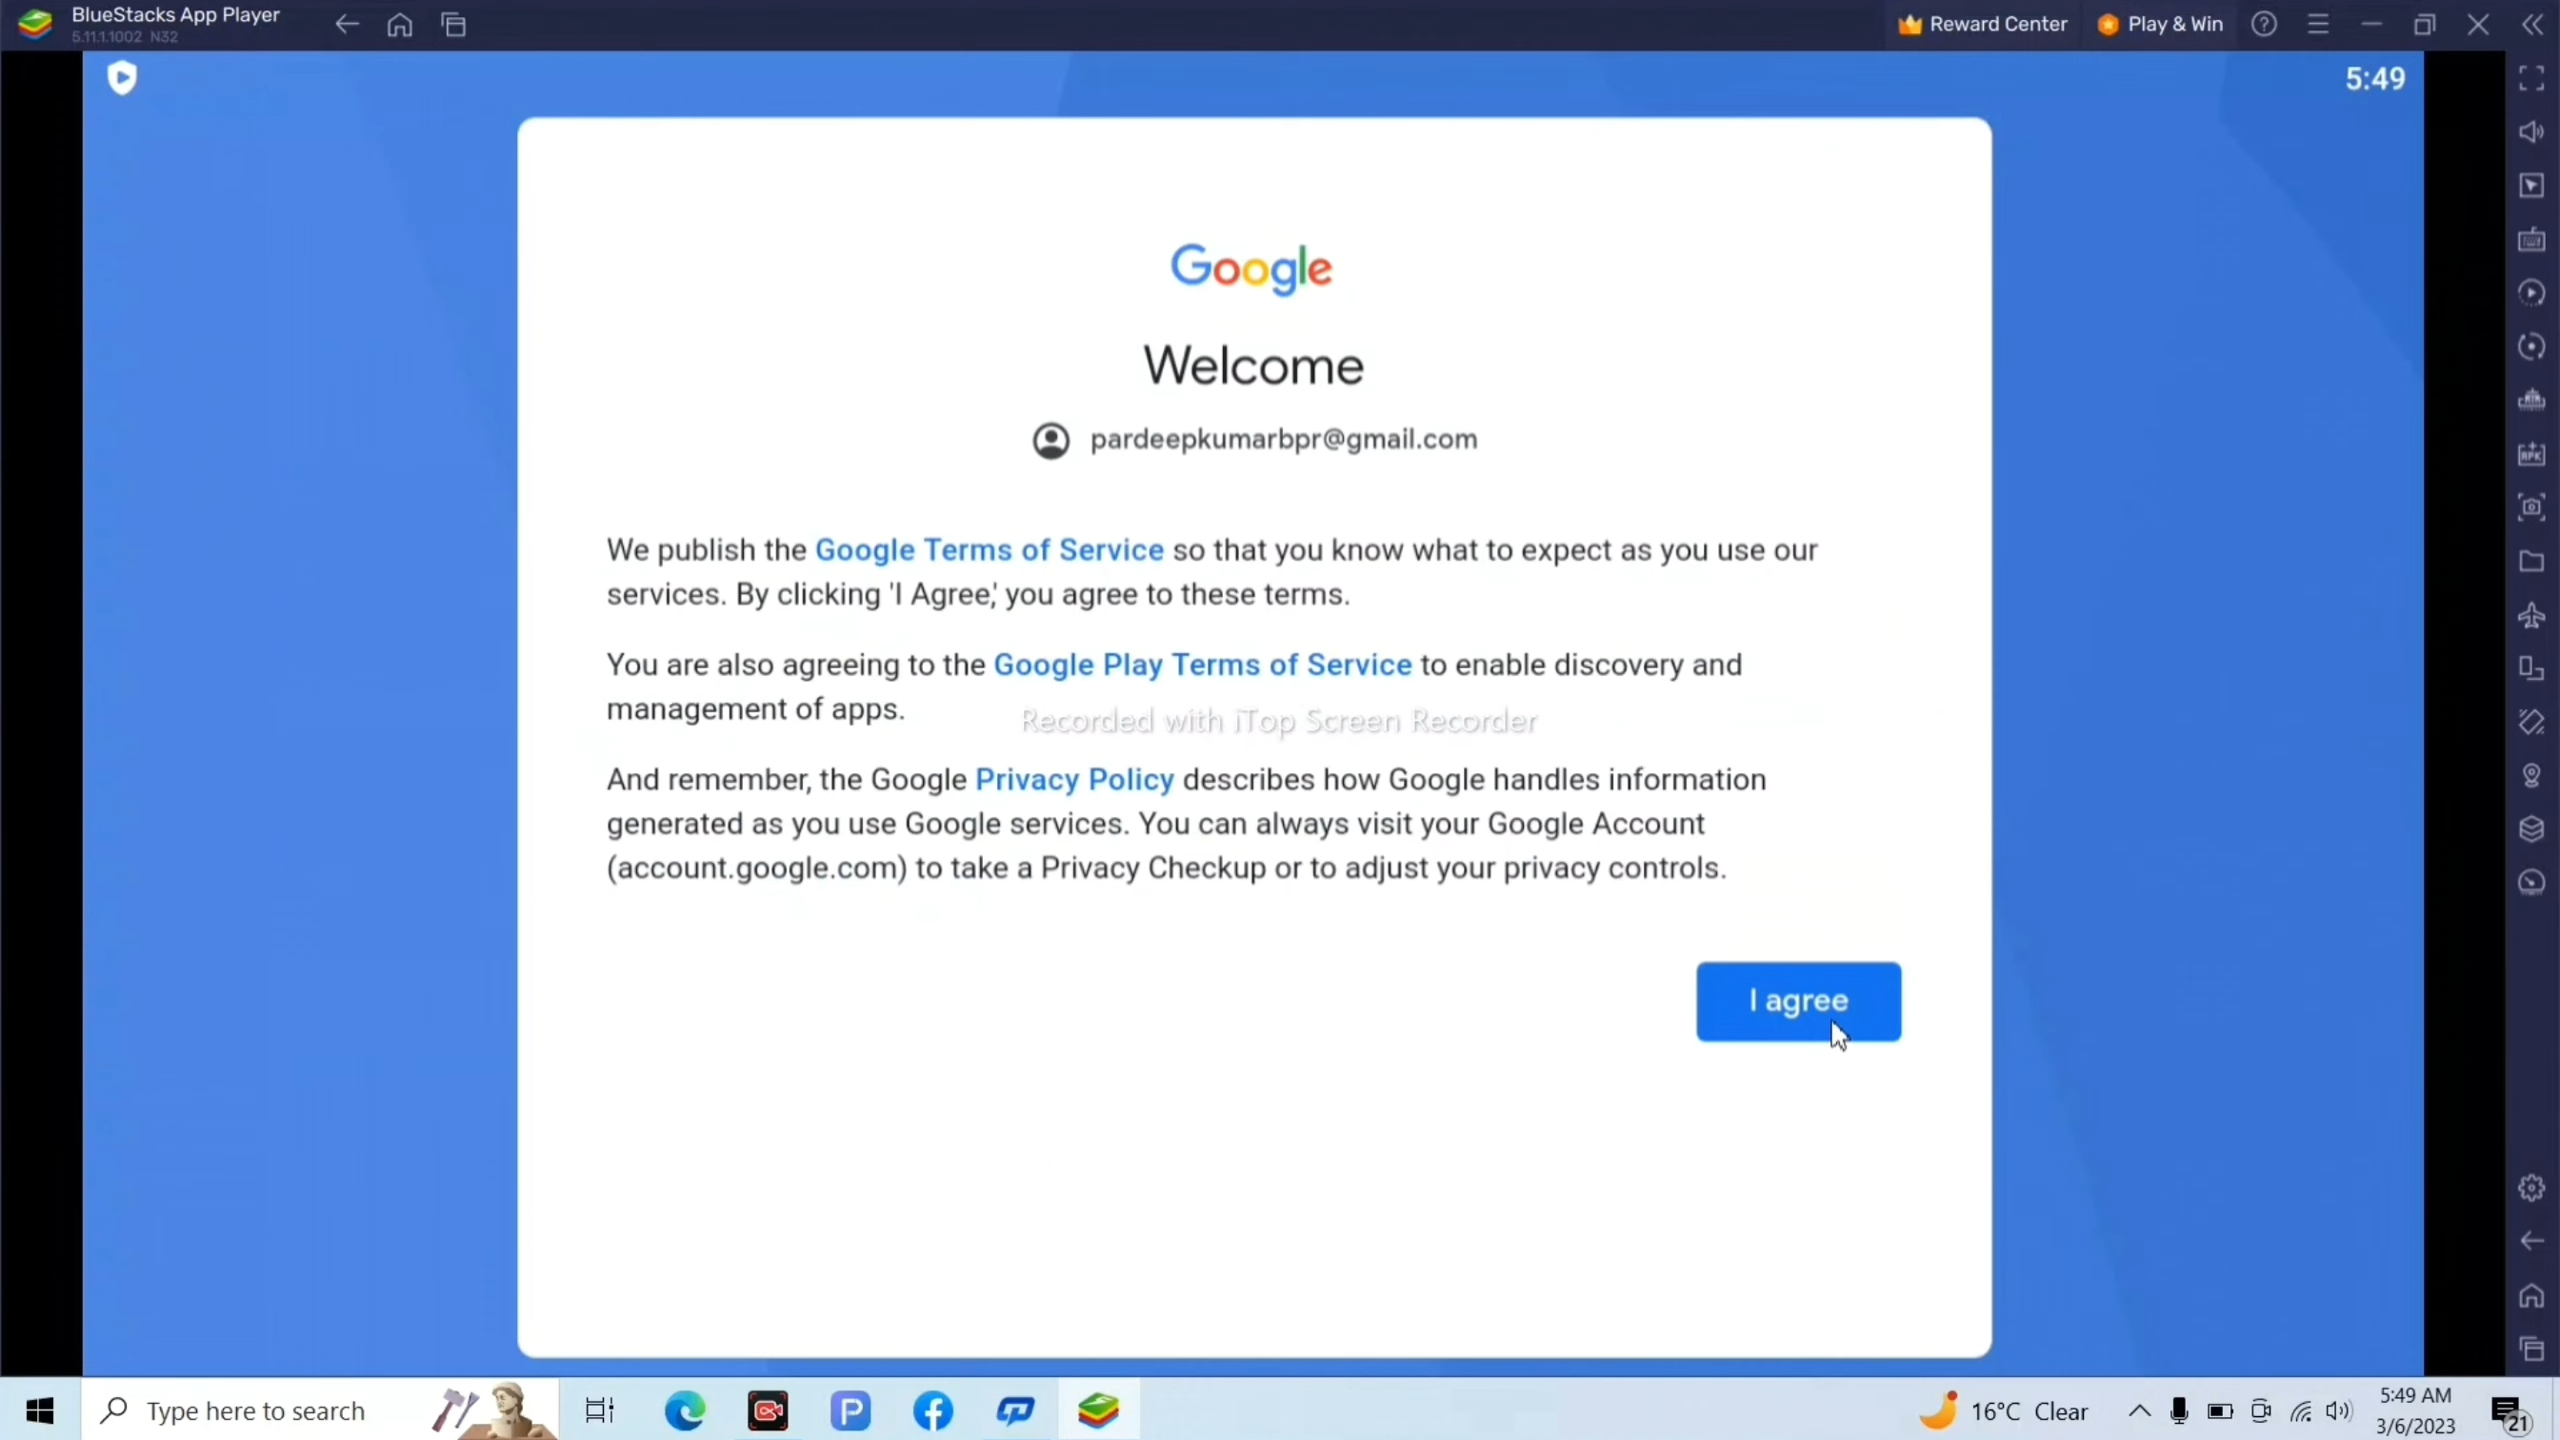 BlueStacks App Player
5.11.1.1002 N32
Reward Center
Play & Win
5:49
Google
Welcome
pardeepkumarbpr@gmail.com
We publish the Google Terms of Service so that you know what to expect as you use our
services. By clicking 'I Agree,' you agree to these terms.
You are also agreeing to the Google Play Terms of Service to enable discovery and
management of apps.
Recorded with iTop Screen Recorder
And remember, the Google Privacy Policy describes how Google handles information
generated as you use Google services. You can always visit your Google Account
(account.google.com) to take a Privacy Checkup or to adjust your privacy controls.
I agree
Type here to search
16°C Clear
5:49 AM
3/6/2023
21